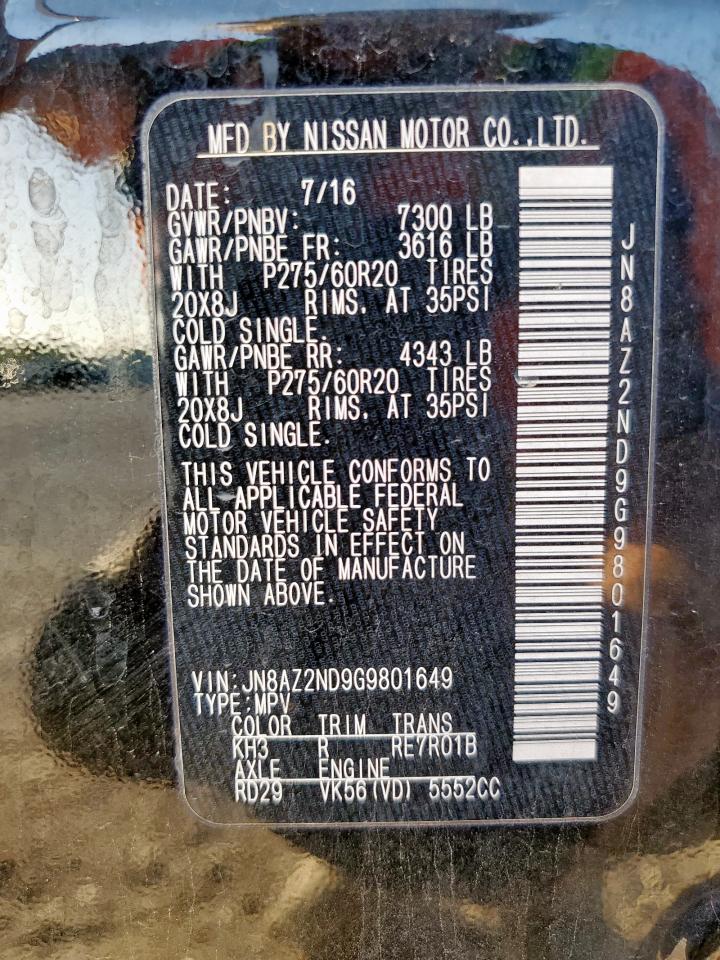 MFD BY NISSAN MOTOR CO.,LTD.
DATE: 7/16
GVWR/PNBV: 7300 LB
GAWR/PNBE FR: 3616 LB
WITH P275/60R20 TIRES
20X8J RIMS. AT 35PSI
COLD SINGLE.
GAWR/PNBE RR: 4343 LB
WITH P275/60R20 TIRES
20X8J RIMS. AT 35PSI
COLD SINGLE.
THIS VEHICLE CONFORMS TO
ALL APPLICABLE FEDERAL
MOTOR VEHICLE SAFETY
STANDARDS IN EFFECT ON
THE DATE OF MANUFACTURE
SHOWN ABOVE.
VIN:JN8AZ2ND9G9801649
TYPE:MPV
COLOR TRIM TRANS
KH3 R RE7R01B
AXLE ENGINE
RD29 VK56(VD) 5552CC
JN8AZ2ND9G9801649